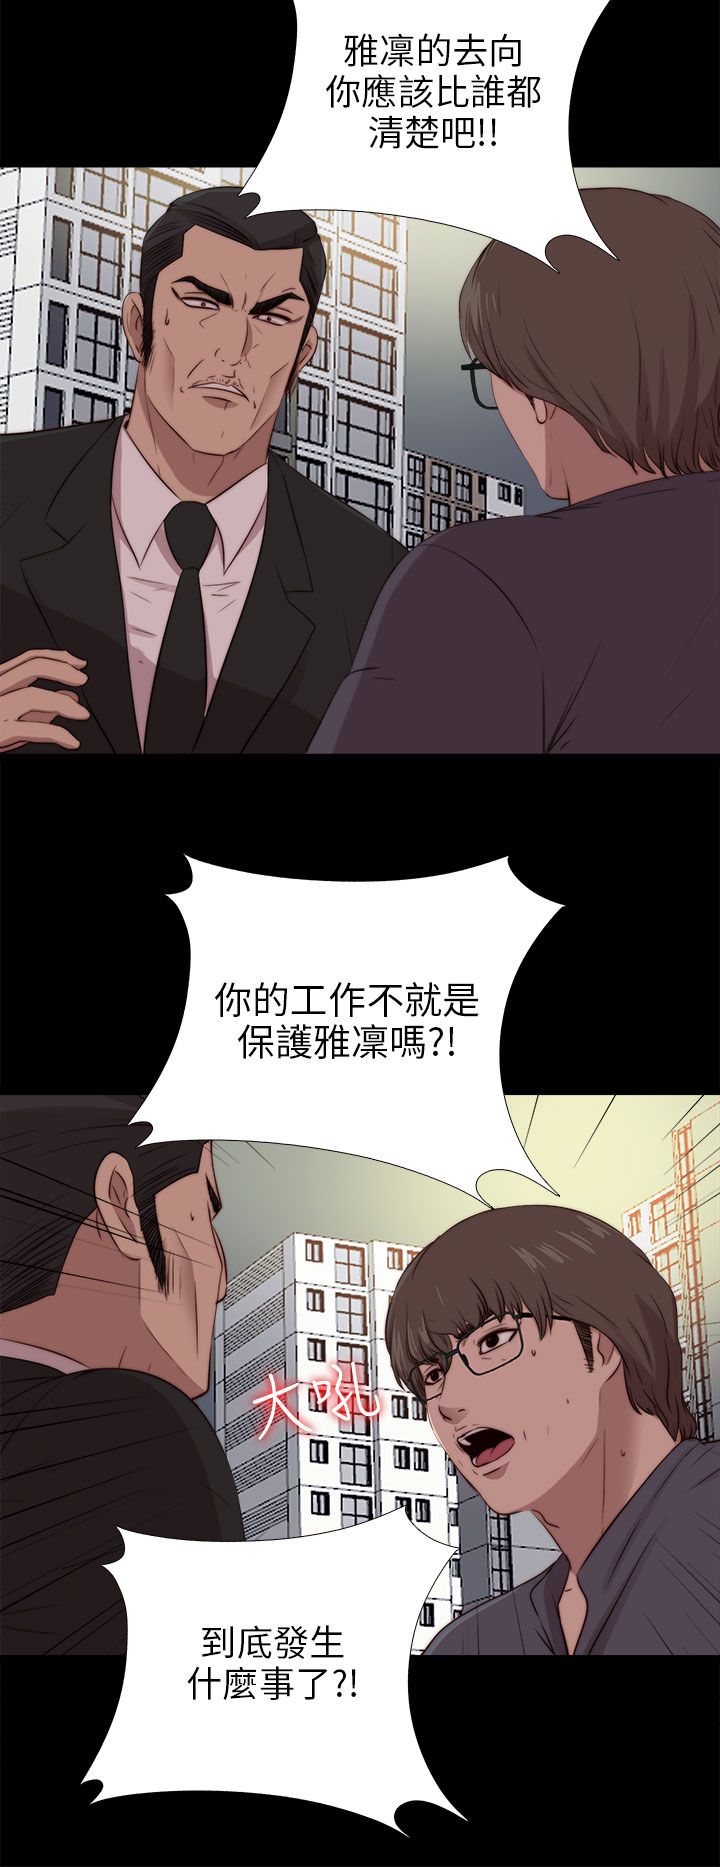 雅凜的去向
你應該比誰都
清楚吧!!
你的工作不就是
保護雅凜嗎?!
大吼
到底發生
什麼事了?!